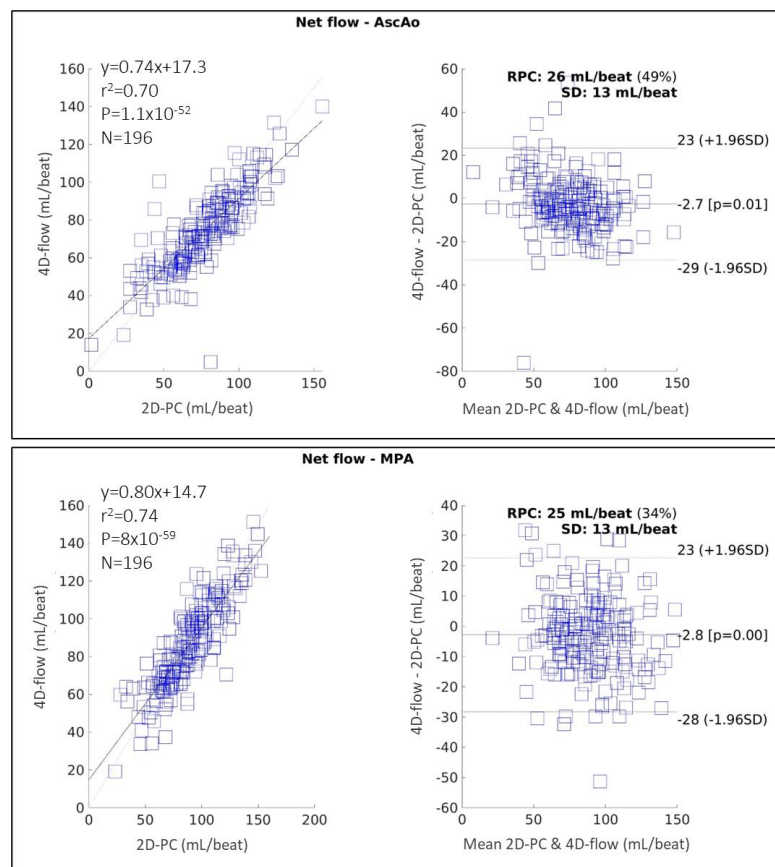 Net flow - AscAo
y=0.74x+17.3
r²=0.70
P=1.1x10⁻⁵²
N=196
160
140
120
100
80
60
40
20
0
0 50 100 150
4D-flow (mL/beat)
2D-PC (mL/beat)
RPC: 26 mL/beat (49%)
SD: 13 mL/beat
60
40
20
0
-20
-40
-60
-80
0 50 100 150
23 (+1.96SD)
-2.7 [p=0.01]
-29 (-1.96SD)
4D-flow - 2D-PC (mL/beat)
Mean 2D-PC & 4D-flow (mL/beat)
Net flow - MPA
y=0.80x+14.7
r²=0.74
P=8x10⁻⁵⁹
N=196
160
140
120
100
80
60
40
20
0
0 50 100 150 200
4D-flow (mL/beat)
2D-PC (mL/beat)
RPC: 25 mL/beat (34%)
SD: 13 mL/beat
40
30
20
10
0
-10
-20
-30
-40
-50
-60
0 50 100 150
23 (+1.96SD)
-2.8 [p=0.00]
-28 (-1.96SD)
4D-flow - 2D-PC (mL/beat)
Mean 2D-PC & 4D-flow (mL/beat)